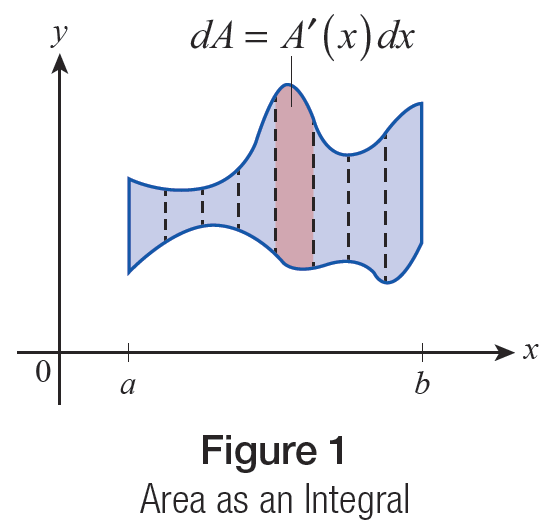 y
dA = A′(x)dx
x
0
a
b
Figure 1
Area as an Integral